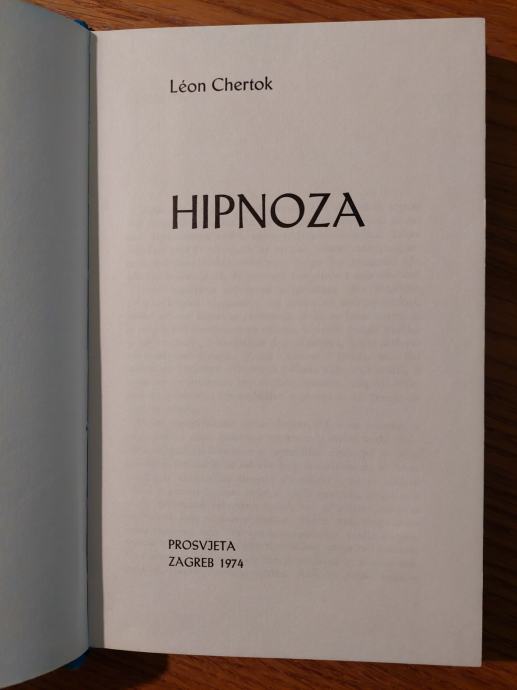 Léon Chertok
HIPNOZA
PROSVJETA
ZAGREB 1974